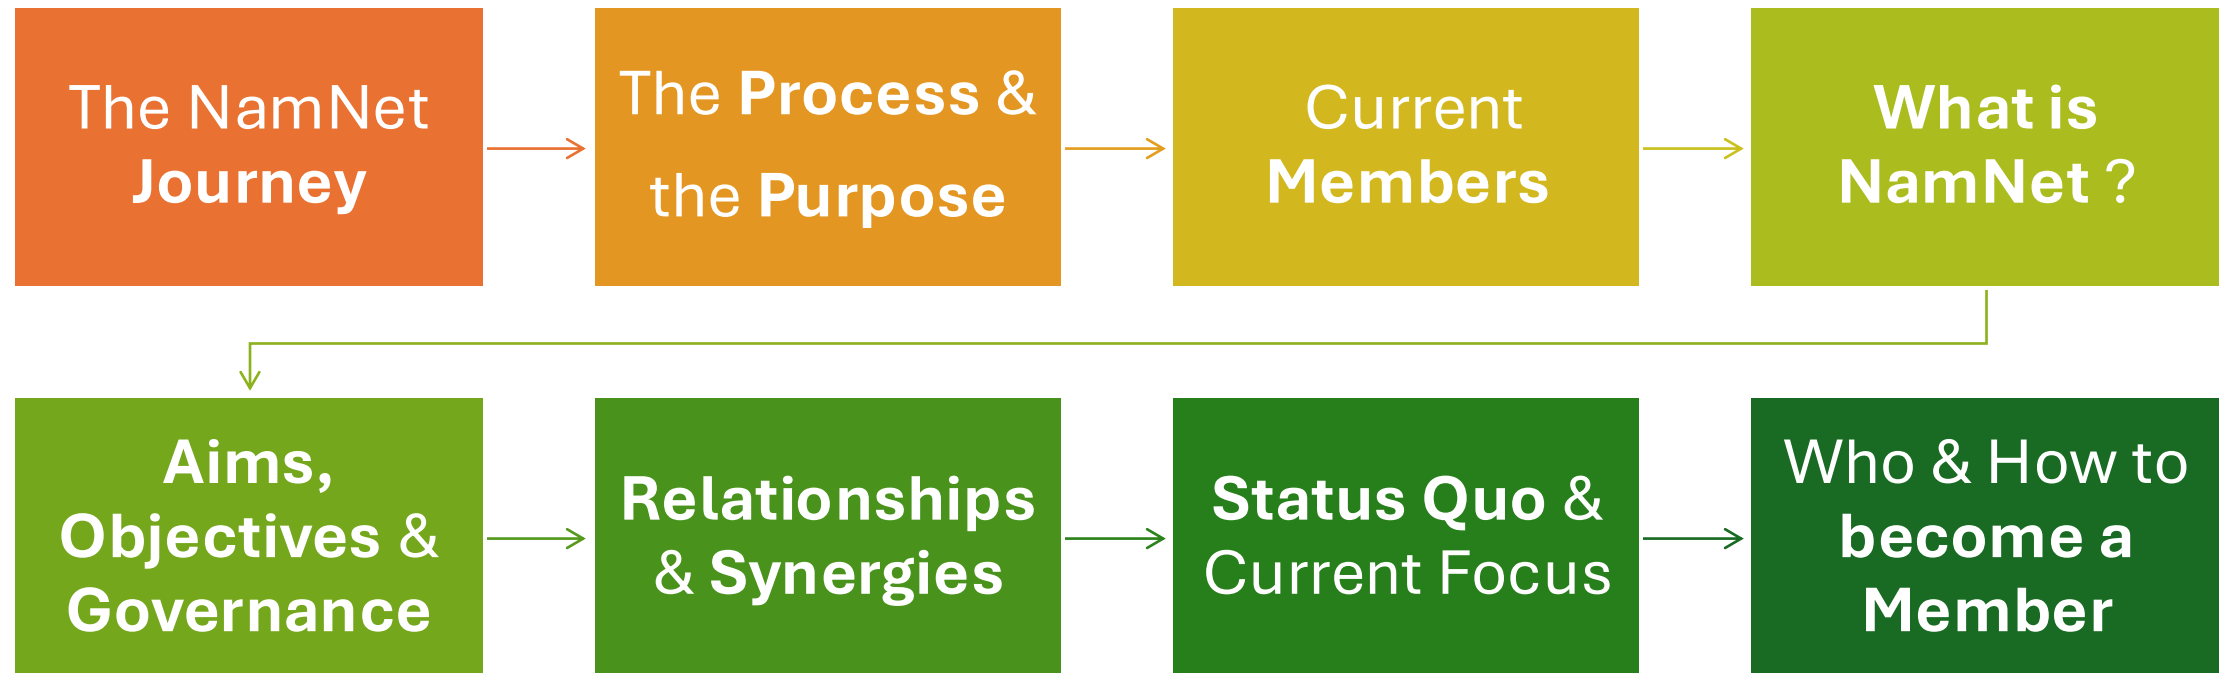 The NamNet
Journey
The Process &
the Purpose
Current
Members
What is
NamNet ?
Aims,
Objectives &
Governance
Relationships
& Synergies
Status Quo &
Current Focus
Who & How to
become a
Member